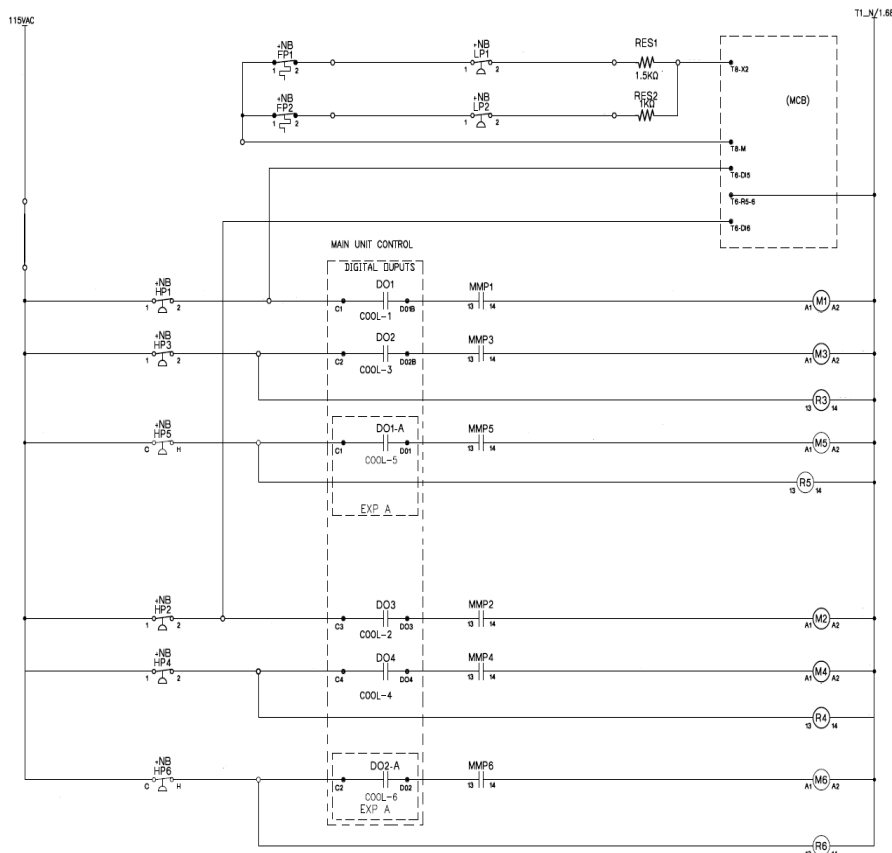 115VAC
T1_N/1.68
+NB
FP1
1 2
+NB
LP1
1 2
RES1
1.5KΩ
T8-X2
(MCB)
+NB
FP2
1 2
+NB
LP2
1 2
RES2
1KΩ
T8-M
T6-DI5
T6-R5-6
T6-DI6
MAIN UNIT CONTROL
DIGITAL OUPUTS
+NB
HP1
1 2
DO1
C1 D01B
COOL-1
MMP1
13 14
A1 M1 A2
+NB
HP3
1 2
DO2
C2 D02B
COOL-3
MMP3
13 14
A1 M3 A2
13 R3 14
+NB
HP5
C H
DO1-A
C1 D01
COOL-5
MMP5
13 14
A1 M5 A2
13 R5 14
EXP A
+NB
HP2
1 2
DO3
C3 DO3
COOL-2
MMP2
13 14
A1 M2 A2
+NB
HP4
1 2
DO4
C4 DO4
COOL-4
MMP4
13 14
A1 M4 A2
13 R4 14
+NB
HP6
C H
DO2-A
C2 D02
COOL-6
EXP A
MMP6
13 14
A1 M6 A2
13 R6 14